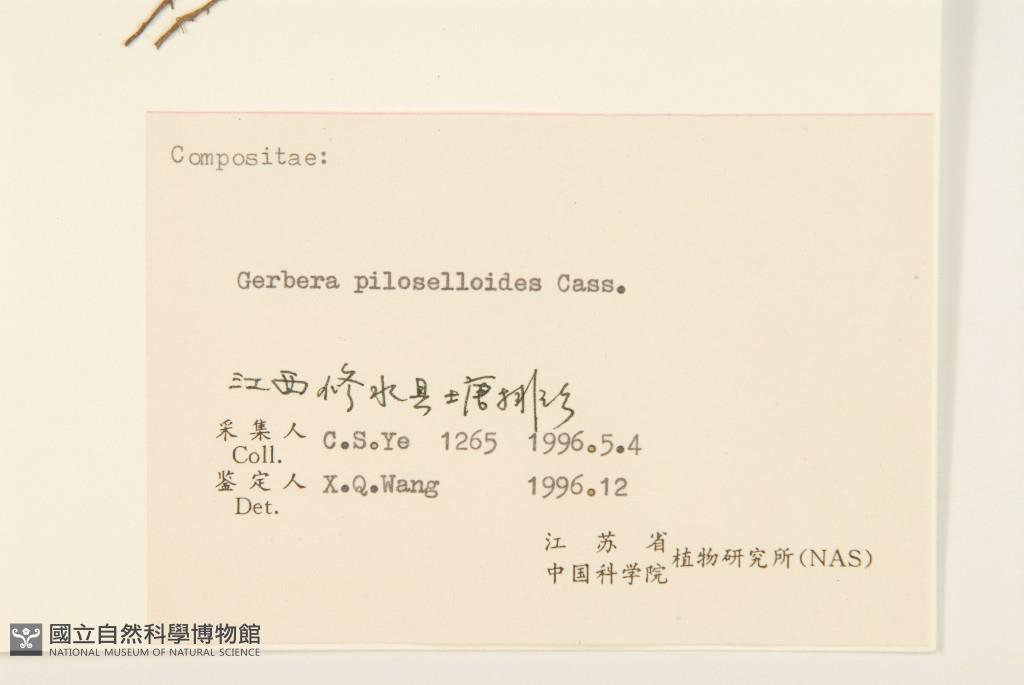 Compositae:
Gerbera piloselloides Cass.
江西修水县塘排
采集人 C.S.Ye 1265 1996.5.4
Coll.
鉴定人 X.Q.Wang 1996.12
Det.
江苏省
中国科学院 植物研究所(NAS)
國立自然科學博物館
NATIONAL MUSEUM OF NATURAL SCIENCE